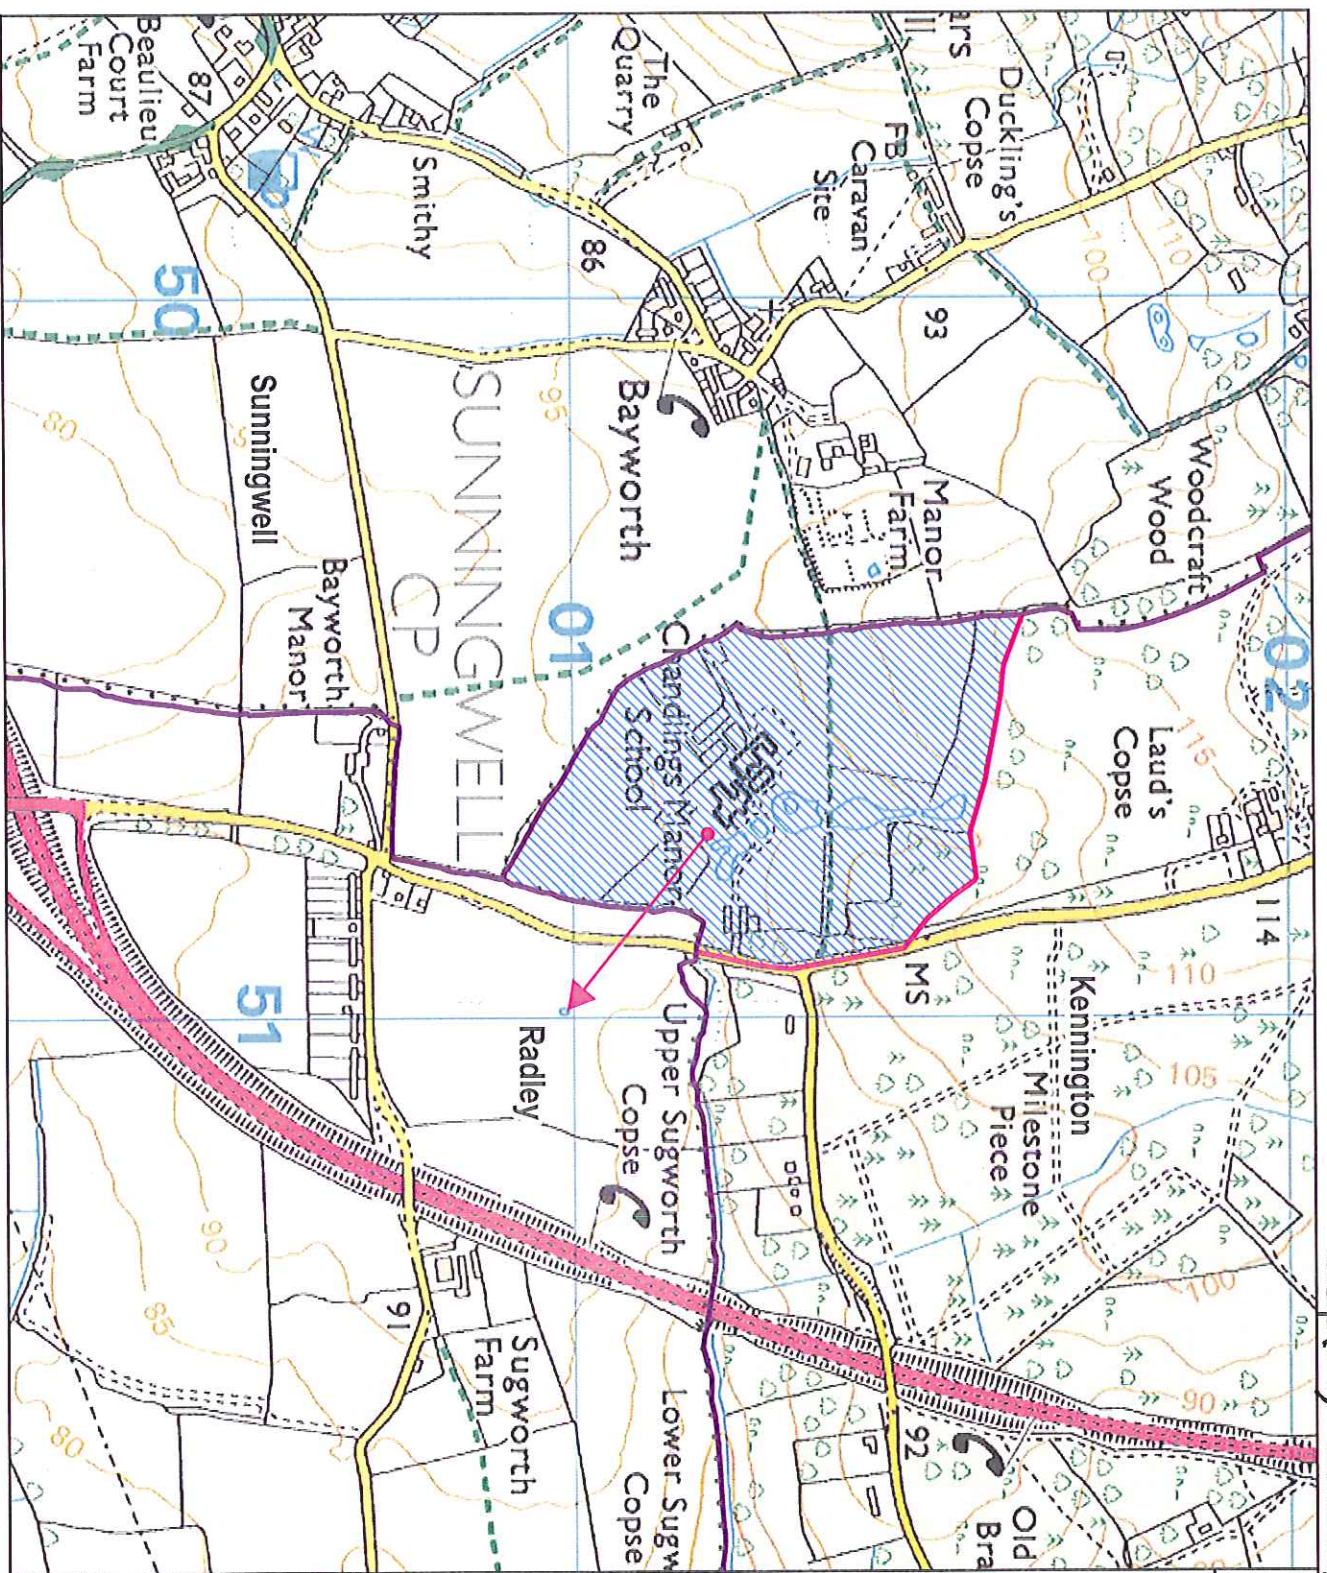 Duckling's
Copse
FB
Caravan
Site
The
Quarry
Smithy
87
Beaulieu
Court
Farm
86
93
110
100
Woodcraft
Wood
Manor
Farm
Bayworth
95
50
80
Sunningwell
SUNNINGWELL
CP
01
02
Bayworth
Manor
Chandlings Manor
School
Laud's
Copse
115
114
110
MS
Kennington
105
Milestone
Piece
100
Upper Sugworth
Copse
Radley
51
90
85
80
91
Sugworth
Farm
92
90
Old
Lower Sugw
Copse